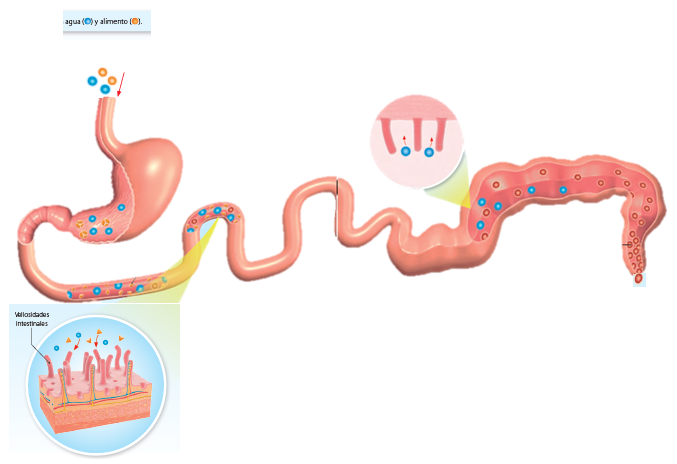 agua () y alimento ().
Vellosidades
intestinales